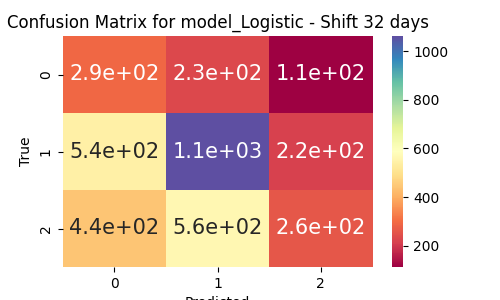 Confusion Matrix for model_Logistic - Shift 32 days
0 2.9e+02 2.3e+02 1.1e+02
1 5.4e+02 1.1e+03 2.2e+02
2 4.4e+02 5.6e+02 2.6e+02
True
0 1 2
Predicted
1000
800
600
400
200